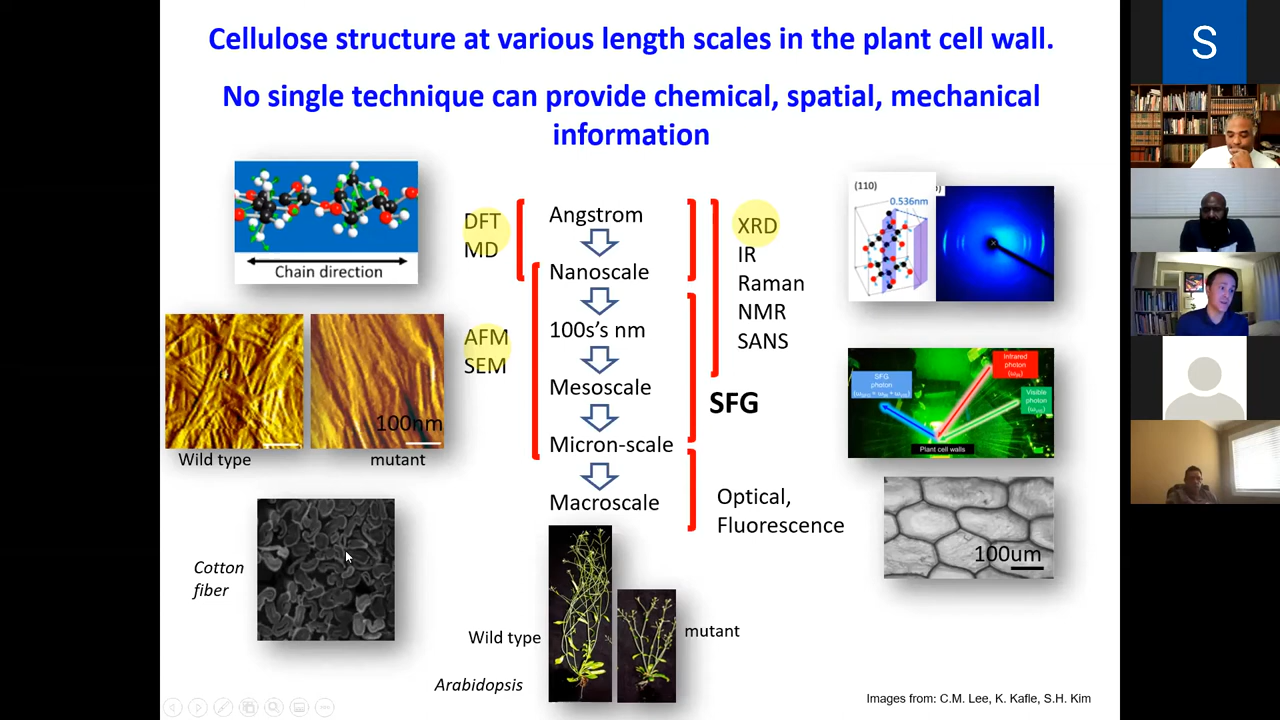 Cellulose structure at various length scales in the plant cell wall.
No single technique can provide chemical, spatial, mechanical
information
Chain direction
DFT
MD
AFM
SEM
Angstrom
Nanoscale
100s's nm
Mesoscale
Micron-scale
Macroscale
XRD
IR
Raman
NMR
SANS
SFG
Optical,
Fluorescence
(110)
0.536nm
SFG
photon
Infrared
photon
Visible
photon
Plant cell walls
100nm
Wild type
mutant
Cotton
fiber
100um
Wild type
mutant
Arabidopsis
Images from: C.M. Lee, K. Kafle, S.H. Kim
S